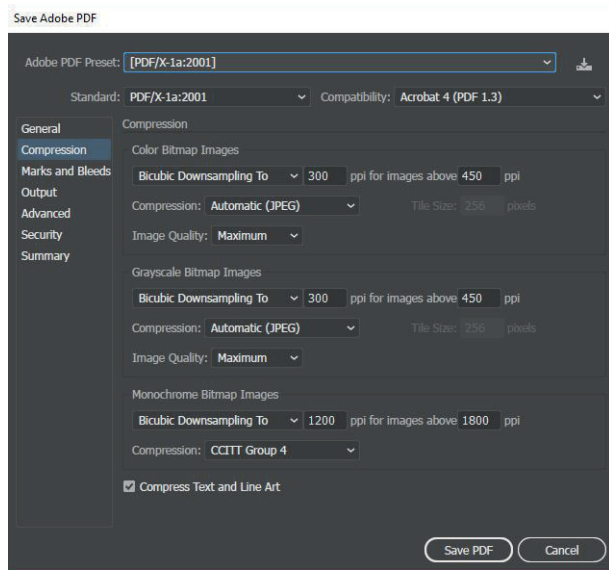 Save Adobe PDF
Adobe PDF Preset: [PDF/X-1a:2001]
Standard: PDF/X-1a:2001 Compatibility: Acrobat 4 (PDF 1.3)
General
Compression
Marks and Bleeds
Output
Advanced
Security
Summary
Compression
Color Bitmap Images
Bicubic Downsampling To 300 ppi for images above 450 ppi
Compression: Automatic (JPEG) Tile Size: 256 pixels
Image Quality: Maximum
Grayscale Bitmap Images
Bicubic Downsampling To 300 ppi for images above 450 ppi
Compression: Automatic (JPEG) Tile Size: 256 pixels
Image Quality: Maximum
Monochrome Bitmap Images
Bicubic Downsampling To 1200 ppi for images above 1800 ppi
Compression: CCITT Group 4
Compress Text and Line Art
Save PDF Cancel